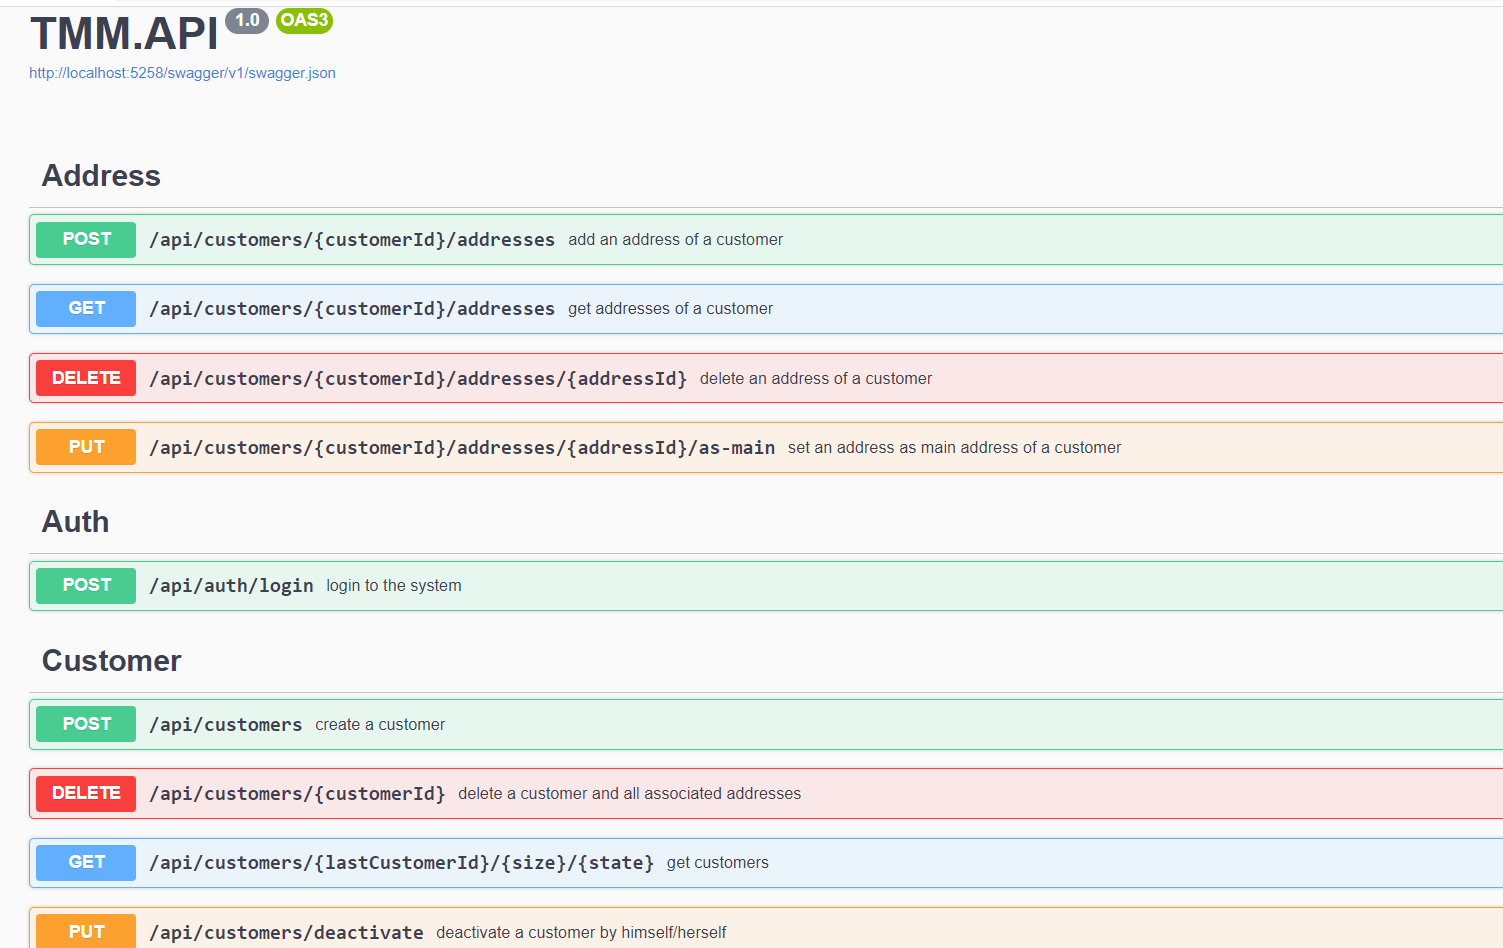 TMM.API 1.0 OAS3
http://localhost:5258/swagger/v1/swagger.json
Address
POST /api/customers/{customerId}/addresses add an address of a customer
GET /api/customers/{customerId}/addresses get addresses of a customer
DELETE /api/customers/{customerId}/addresses/{addressId} delete an address of a customer
PUT /api/customers/{customerId}/addresses/{addressId}/as-main set an address as main address of a customer
Auth
POST /api/auth/login login to the system
Customer
POST /api/customers create a customer
DELETE /api/customers/{customerId} delete a customer and all associated addresses
GET /api/customers/{lastCustomerId}/{size}/{state} get customers
PUT /api/customers/deactivate deactivate a customer by himself/herself